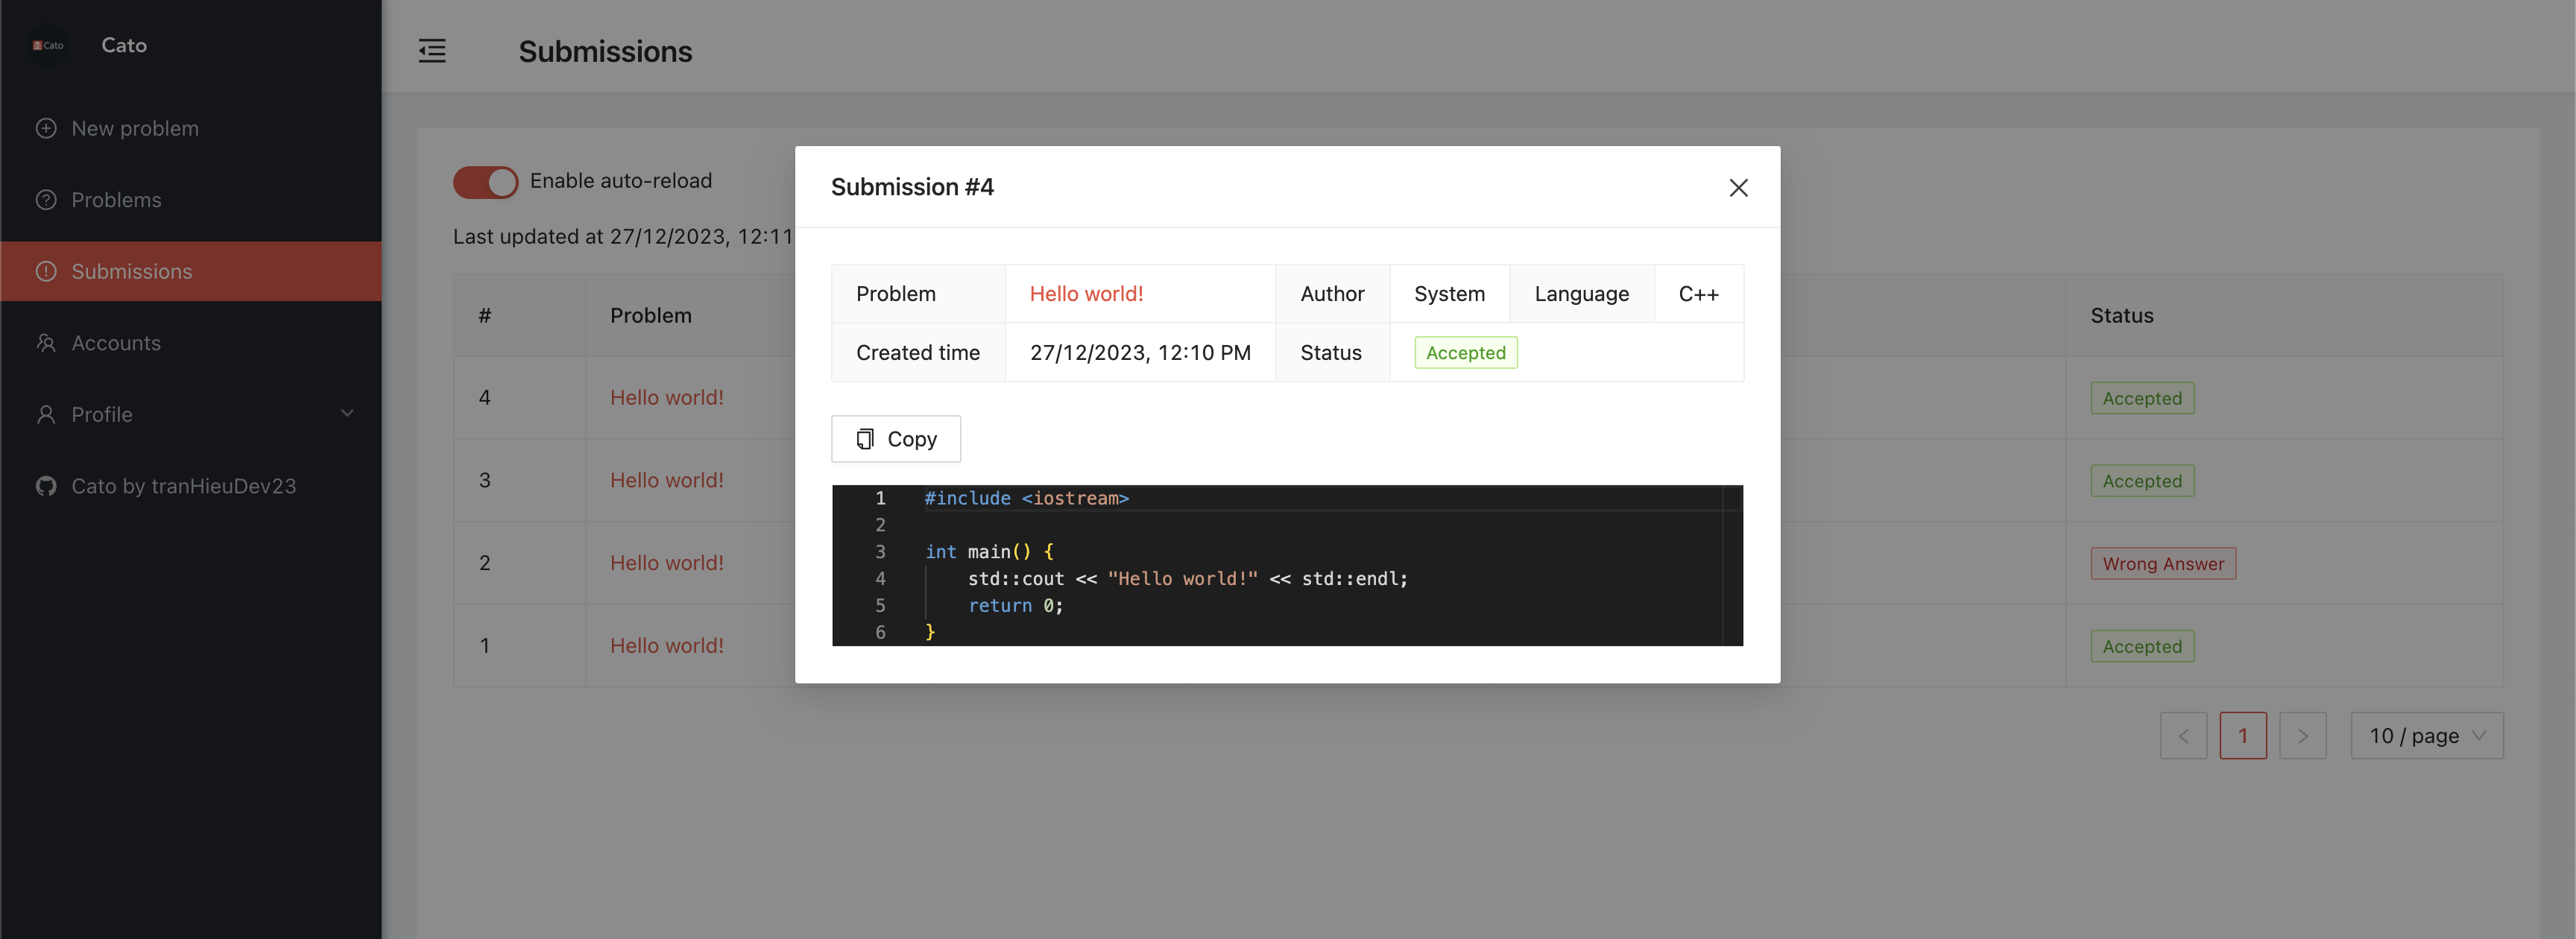 Cato
Cato
New problem
Problems
Submissions
Accounts
Profile
Cato by tranHieuDev23
Submissions
Enable auto-reload
Last updated at 27/12/2023, 12:11
# Problem Status
4 Hello world! Accepted
3 Hello world! Accepted
2 Hello world! Wrong Answer
1 Hello world! Accepted
< 1 > 10 / page
Submission #4
Problem Hello world! Author System Language C++
Created time 27/12/2023, 12:10 PM Status Accepted
Copy
1 #include <iostream>
2
3 int main() {
4 std::cout << "Hello world!" << std::endl;
5 return 0;
6 }